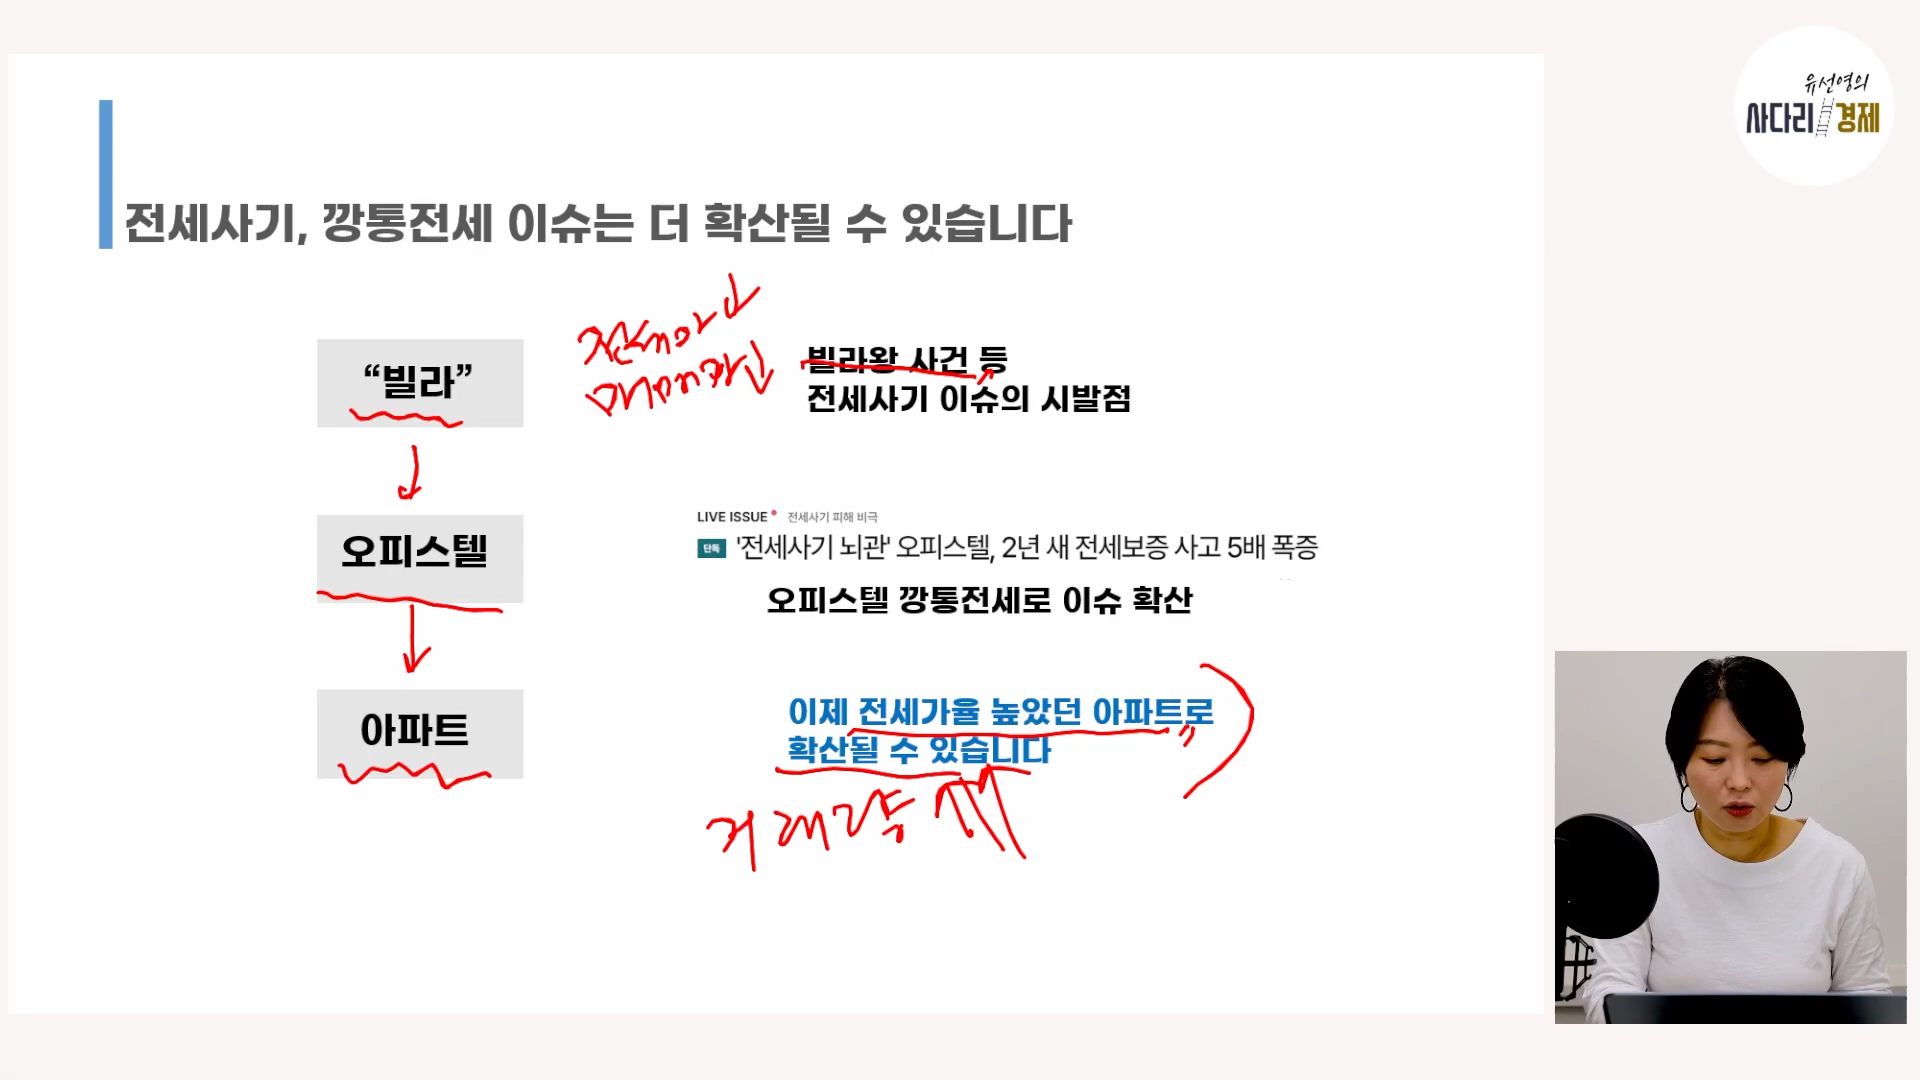 유선영의
사다리 경제
전세사기, 깡통전세 이슈는 더 확산될 수 있습니다
“빌라”
전세가↓
매매가↓
빌라왕 사건 등
전세사기 이슈의 시발점
오피스텔
LIVE ISSUE 전세사기 피해 비극
단독 '전세사기 뇌관' 오피스텔, 2년 새 전세보증 사고 5배 폭증
오피스텔 깡통전세로 이슈 확산
아파트
이제 전세가율 높았던 아파트로
확산될 수 있습니다
거래량